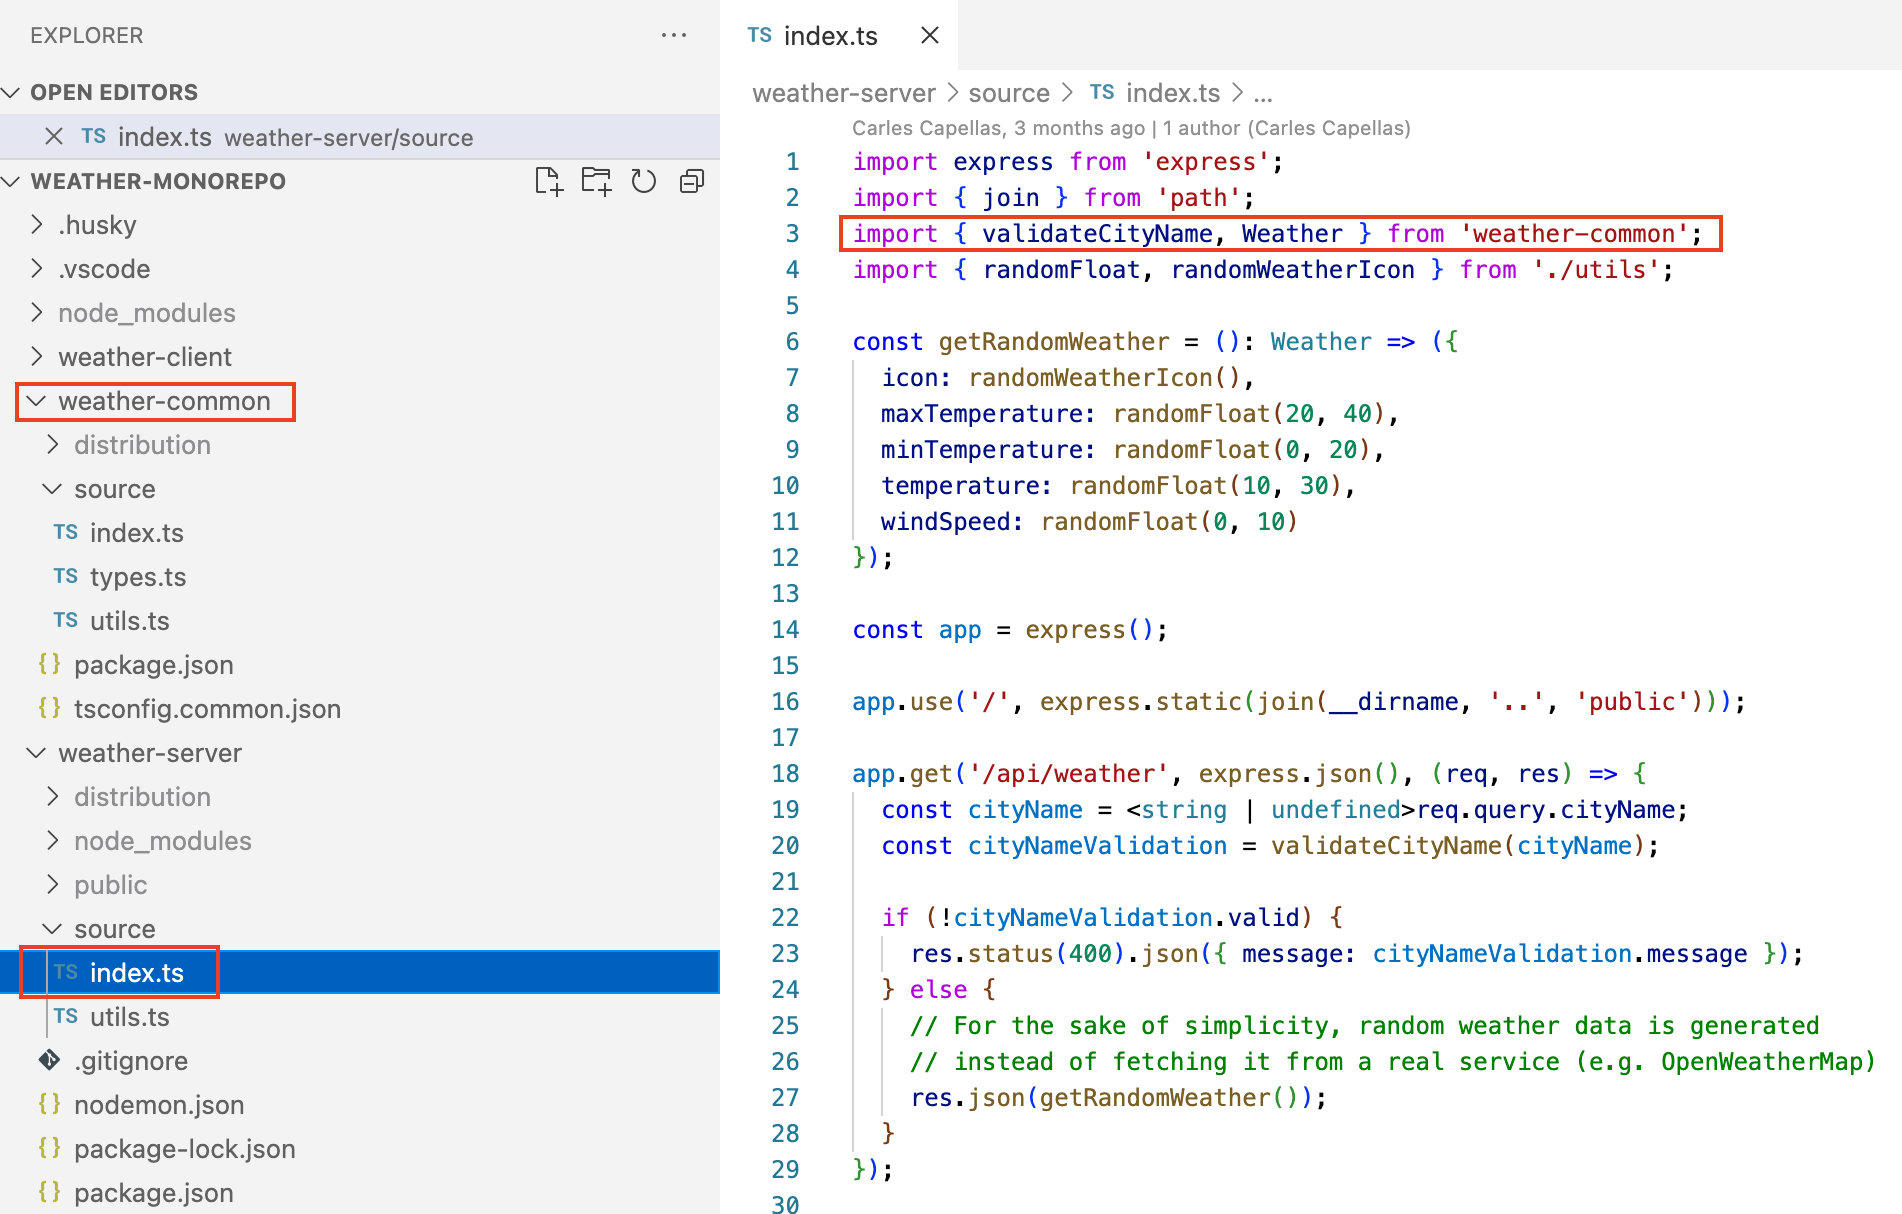 EXPLORER
OPEN EDITORS
TS index.ts weather-server/source
WEATHER-MONOREPO
.husky
.vscode
node_modules
weather-client
weather-common
distribution
source
TS index.ts
TS types.ts
TS utils.ts
{} package.json
{} tsconfig.common.json
weather-server
distribution
node_modules
public
source
TS index.ts
TS utils.ts
.gitignore
{} nodemon.json
{} package-lock.json
{} package.json
TS index.ts
weather-server > source > TS index.ts > ...
Carles Capellas, 3 months ago | 1 author (Carles Capellas)
1 import express from 'express';
2 import { join } from 'path';
3 import { validateCityName, Weather } from 'weather-common';
4 import { randomFloat, randomWeatherIcon } from './utils';
5
6 const getRandomWeather = (): Weather => ({
7 icon: randomWeatherIcon(),
8 maxTemperature: randomFloat(20, 40),
9 minTemperature: randomFloat(0, 20),
10 temperature: randomFloat(10, 30),
11 windSpeed: randomFloat(0, 10)
12 });
13
14 const app = express();
15
16 app.use('/', express.static(join(__dirname, '..', 'public')));
17
18 app.get('/api/weather', express.json(), (req, res) => {
19 const cityName = <string | undefined>req.query.cityName;
20 const cityNameValidation = validateCityName(cityName);
21
22 if (!cityNameValidation.valid) {
23 res.status(400).json({ message: cityNameValidation.message });
24 } else {
25 // For the sake of simplicity, random weather data is generated
26 // instead of fetching it from a real service (e.g. OpenWeatherMap)
27 res.json(getRandomWeather());
28 }
29 });
30